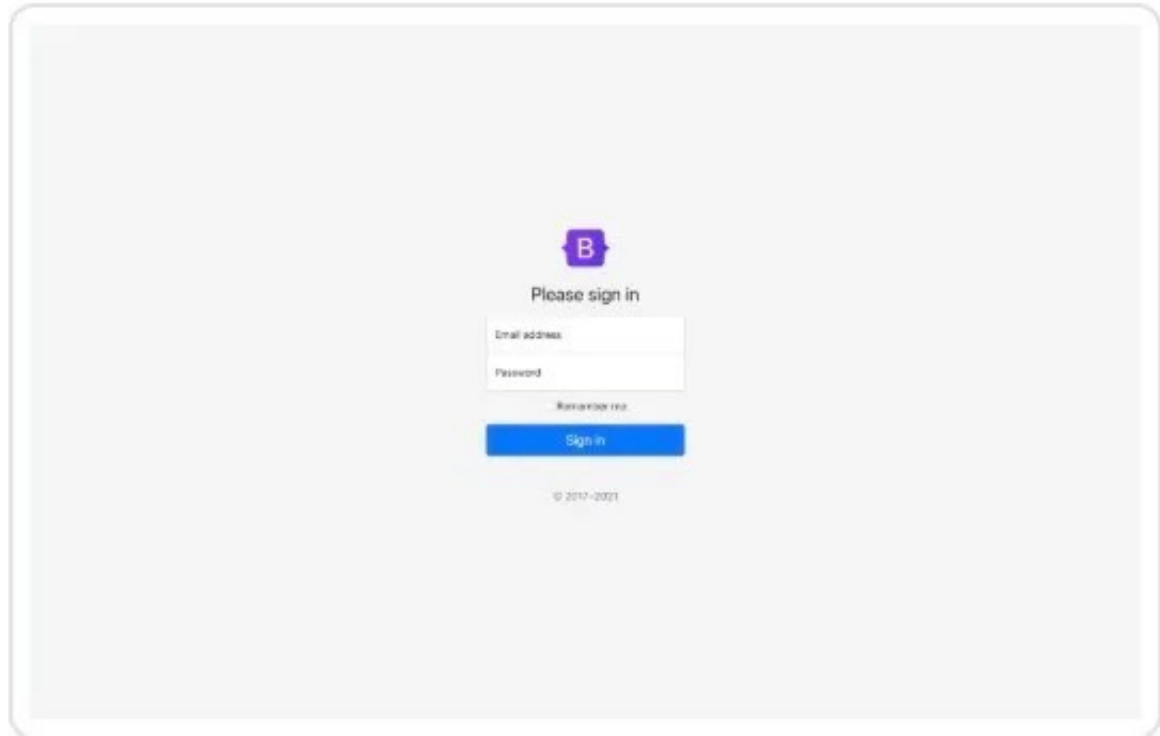 B
Please sign in
Email address
Password
Remember me
Sign in
© 2017–2021